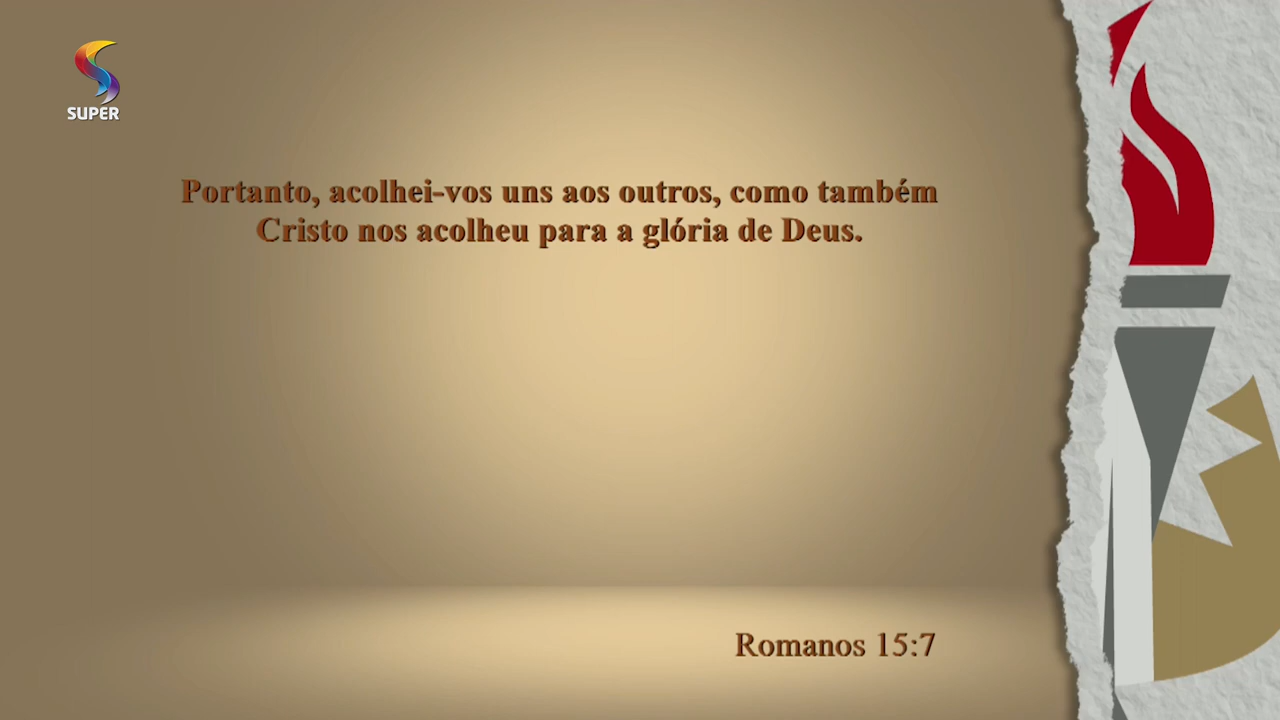 SUPER
Portanto, acolhei-vos uns aos outros, como também
Cristo nos acolheu para a glória de Deus.
Romanos 15:7